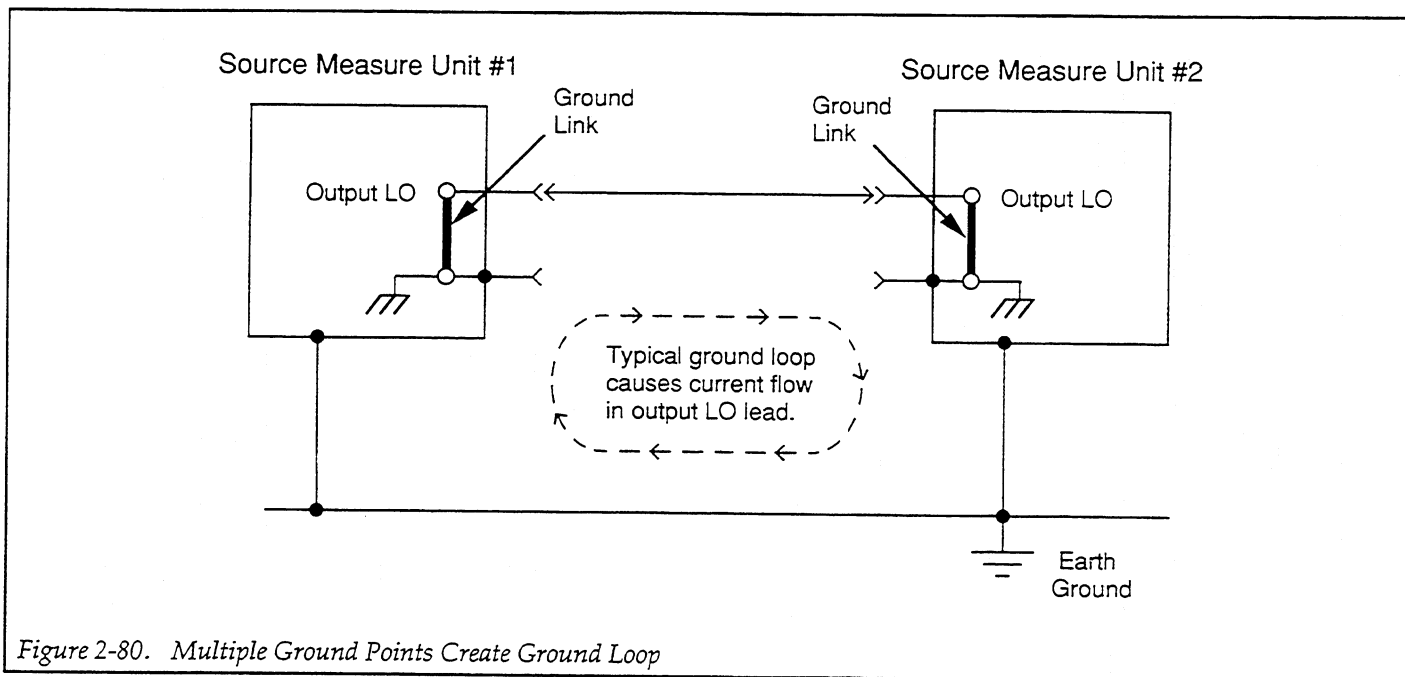 Source Measure Unit #1
Source Measure Unit #2
Ground
Link
Ground
Link
Output LO
Output LO
Typical ground loop
causes current flow
in output LO lead.
Earth
Ground
Figure 2-80. Multiple Ground Points Create Ground Loop